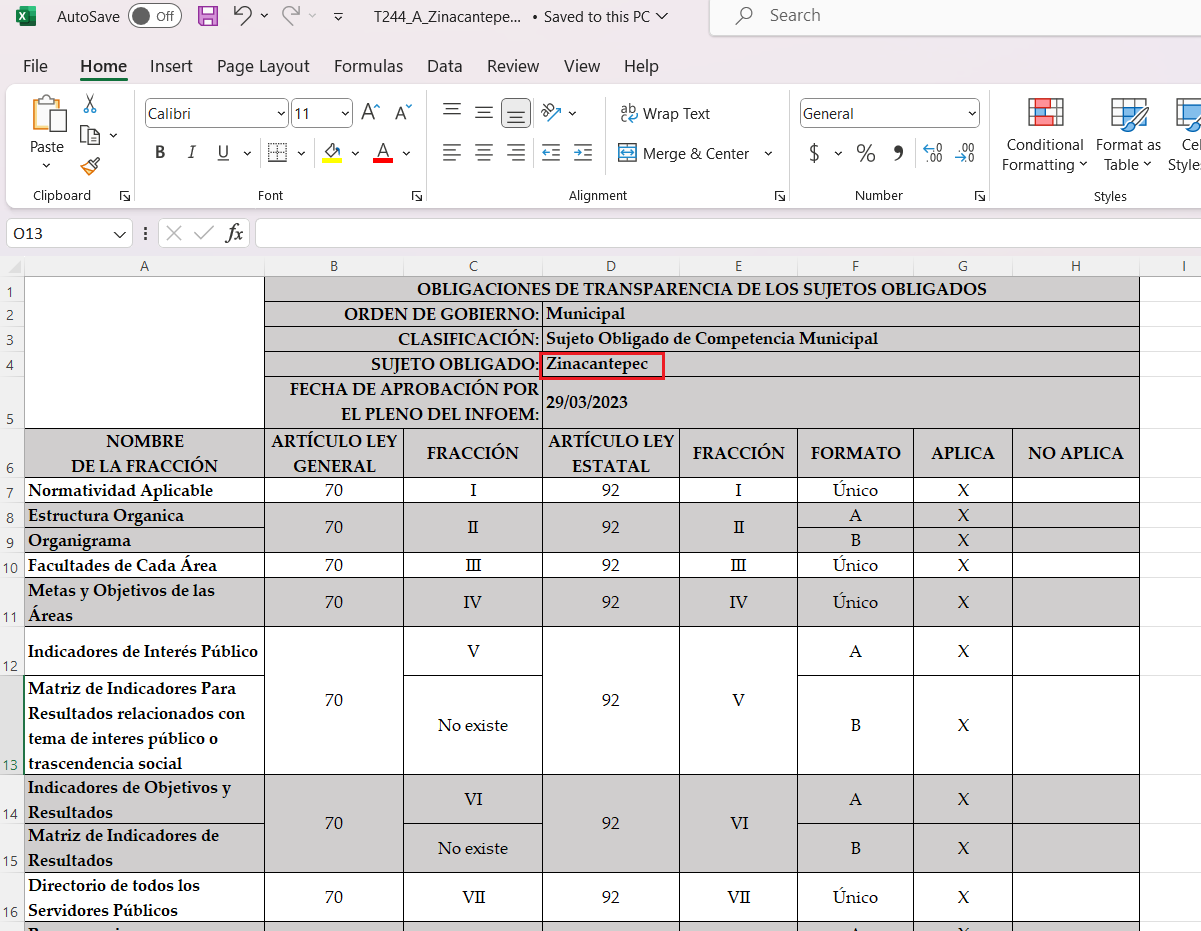 AutoSave Off T244_A_Zinacantepe... • Saved to this PC Search
File Home Insert Page Layout Formulas Data Review View Help
Paste
Clipboard
Calibri 11
B I U A
Font
Wrap Text
Merge & Center
Alignment
General
$ % 9 .00 .00
Number
Conditional
Formatting
Format as
Table
Cel
Styles
Styles
O13 fx
A B C D E F G H I
1 OBLIGACIONES DE TRANSPARENCIA DE LOS SUJETOS OBLIGADOS
2 ORDEN DE GOBIERNO: Municipal
3 CLASIFICACIÓN: Sujeto Obligado de Competencia Municipal
4 SUJETO OBLIGADO: Zinacantepec
5 FECHA DE APROBACIÓN POR
EL PLENO DEL INFOEM: 29/03/2023
6 NOMBRE
DE LA FRACCIÓN
ARTÍCULO LEY
GENERAL
FRACCIÓN
ARTÍCULO LEY
ESTATAL
FRACCIÓN FORMATO APLICA NO APLICA
7 Normatividad Aplicable 70 I 92 I Único X
8 Estructura Organica 70 II 92 II A X
9 Organigrama B X
10 Facultades de Cada Área 70 III 92 III Único X
11 Metas y Objetivos de las
Áreas 70 IV 92 IV Único X
12 Indicadores de Interés Público 70 V 92 V A X
13 Matriz de Indicadores Para
Resultados relacionados con
tema de interes público o
trascendencia social No existe B X
14 Indicadores de Objetivos y
Resultados 70 VI 92 VI A X
15 Matriz de Indicadores de
Resultados No existe B X
16 Directorio de todos los
Servidores Públicos 70 VII 92 VII Único X